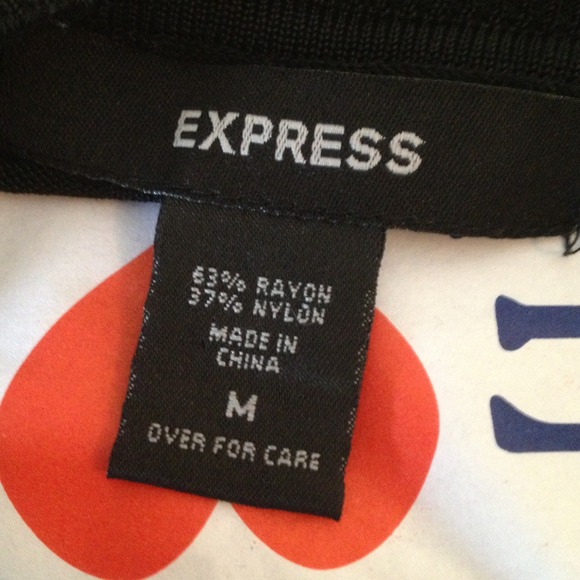 EXPRESS
63% RAYON
37% NYLON
MADE IN
CHINA
M
OVER FOR CARE